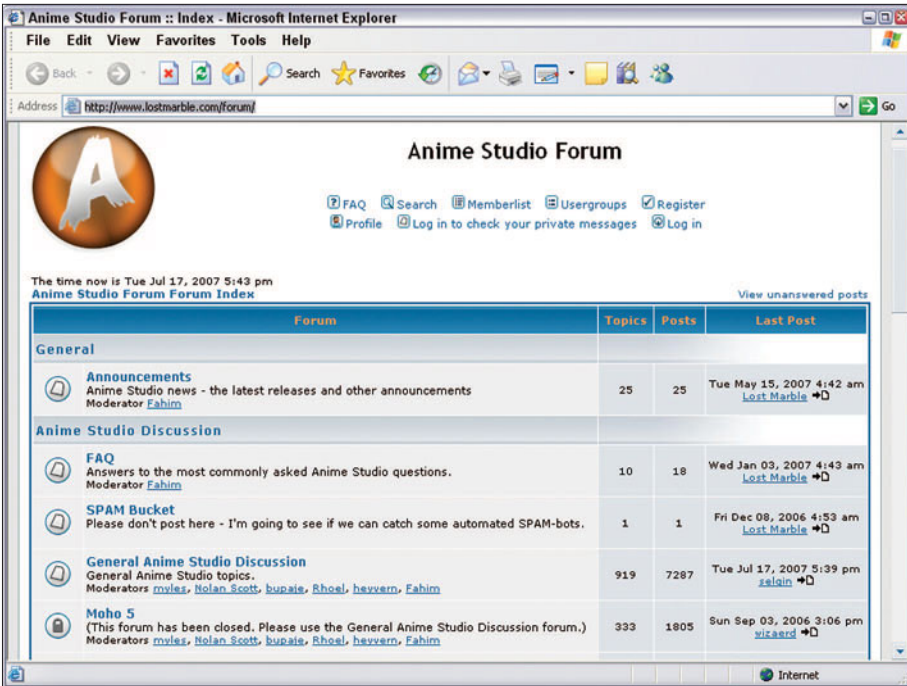 Anime Studio Forum :: Index - Microsoft Internet Explorer
File Edit View Favorites Tools Help
Back Search Favorites
Address http://www.lostmarble.com/forum/ Go
A
Anime Studio Forum
FAQ Search Memberlist Usergroups Register
Profile Log in to check your private messages Log in
The time now is Tue Jul 17, 2007 5:43 pm
Anime Studio Forum Forum Index View unanswered posts
Forum Topics Posts Last Post
General
Announcements
Anime Studio news - the latest releases and other announcements
Moderator Fahim
25 25 Tue May 15, 2007 4:42 am
Lost Marble
Anime Studio Discussion
FAQ
Answers to the most commonly asked Anime Studio questions.
Moderator Fahim
10 18 Wed Jan 03, 2007 4:43 am
Lost Marble
SPAM Bucket
Please don't post here - I'm going to see if we can catch some automated SPAM-bots.
1 1 Fri Dec 08, 2006 4:53 am
Lost Marble
General Anime Studio Discussion
General Anime Studio topics.
Moderators myles, Nolan Scott, bupaje, Rhoel, heyvern, Fahim
919 7287 Tue Jul 17, 2007 5:39 pm
selgin
Moho 5
(This forum has been closed. Please use the General Anime Studio Discussion forum.)
Moderators myles, Nolan Scott, bupaje, Rhoel, heyvern, Fahim
333 1805 Sun Sep 03, 2006 3:06 pm
vizaerd
Internet